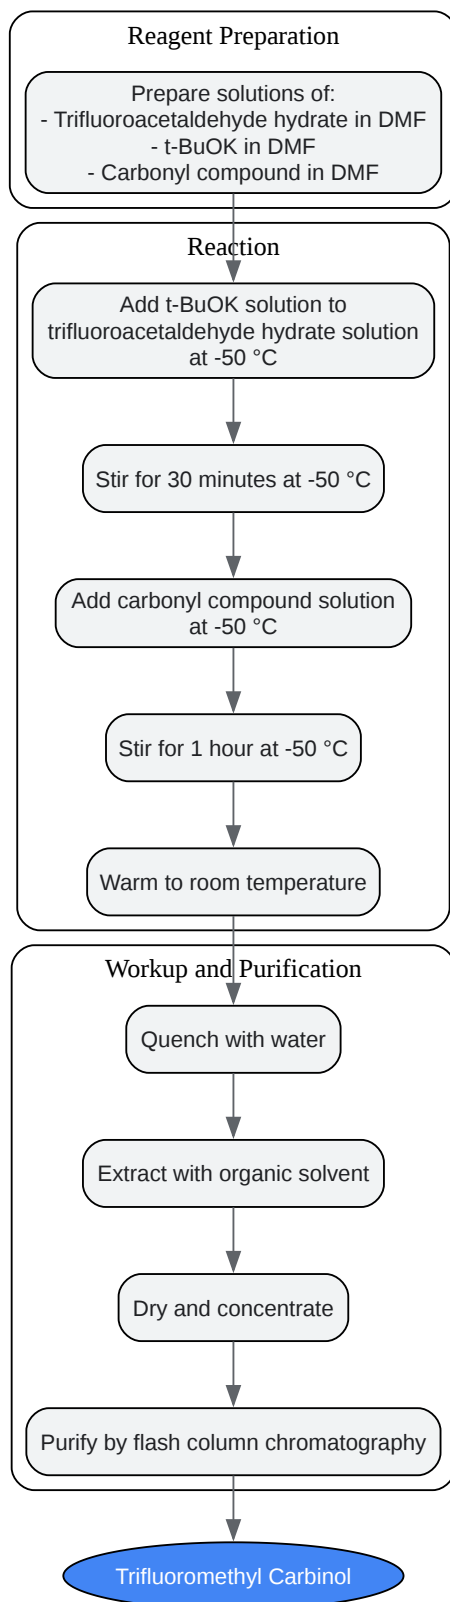 Reagent Preparation
Prepare solutions of:
- Trifluoroacetaldehyde hydrate in DMF
- t-BuOK in DMF
- Carbonyl compound in DMF
Reaction
Add t-BuOK solution to
trifluoroacetaldehyde hydrate solution
at -50 °C
Stir for 30 minutes at -50 °C
Add carbonyl compound solution
at -50 °C
Stir for 1 hour at -50 °C
Warm to room temperature
Workup and Purification
Quench with water
Extract with organic solvent
Dry and concentrate
Purify by flash column chromatography
Trifluoromethyl Carbinol